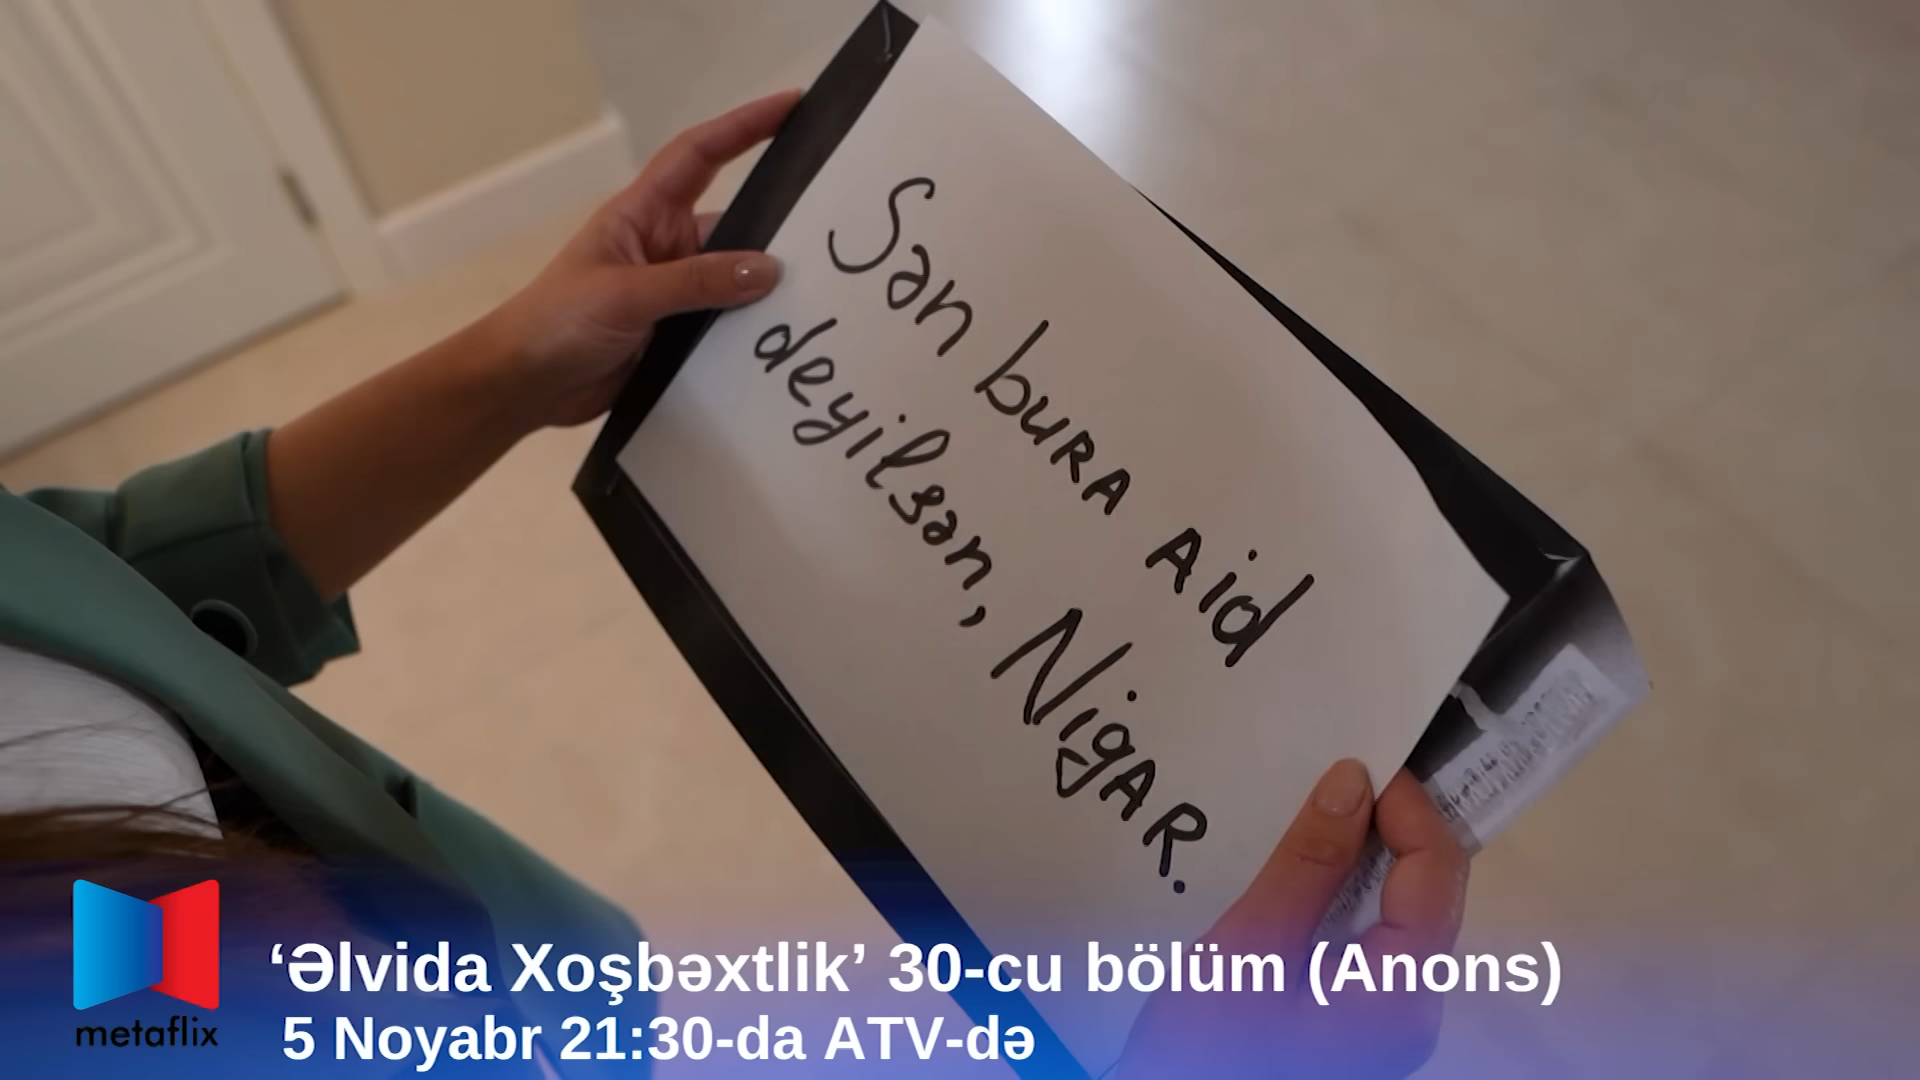 Sən bura aid
deyilsən, Nigar.
‘Əlvida Xoşbəxtlik’ 30-cu bölüm (Anons)
5 Noyabr 21:30-da ATV-də
metaflix